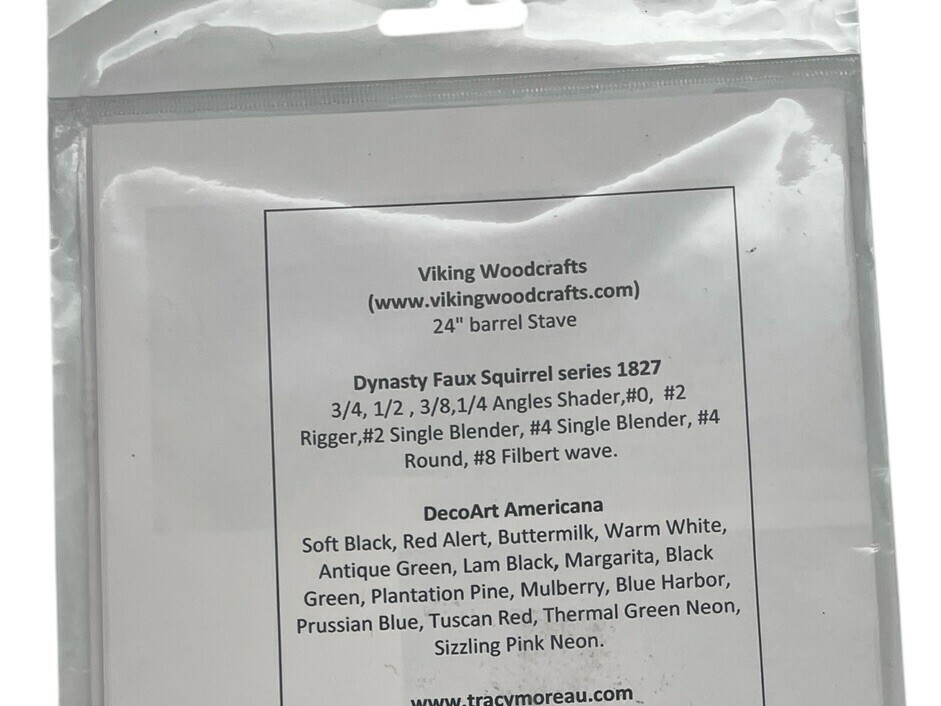 Viking Woodcrafts
(www.vikingwoodcrafts.com)
24" barrel Stave
Dynasty Faux Squirrel series 1827
3/4, 1/2 , 3/8,1/4 Angles Shader,#0, #2
Rigger,#2 Single Blender, #4 Single Blender, #4
Round, #8 Filbert wave.
DecoArt Americana
Soft Black, Red Alert, Buttermilk, Warm White,
Antique Green, Lam Black, Margarita, Black
Green, Plantation Pine, Mulberry, Blue Harbor,
Prussian Blue, Tuscan Red, Thermal Green Neon,
Sizzling Pink Neon.
www.tracymoreau.com